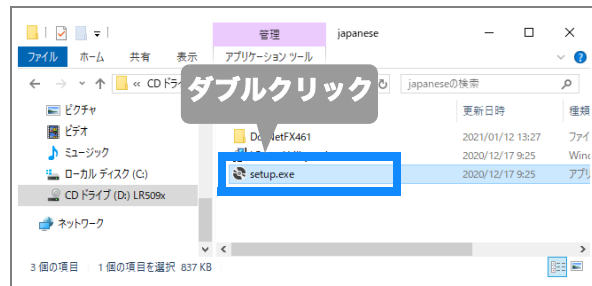 管理
japanese
ファイル ホーム 共有 表示 アプリケーション ツール
« CD ドラ
japaneseの検索
ダブルクリック
更新日時 種類
ピクチャ
ビデオ
ミュージック
ローカル ディスク (C:)
CD ドライブ (D:) LR509x
ネットワーク
2021/01/12 13:27 ファイ
2020/12/17 9:25 Wind
setup.exe 2020/12/17 9:25 アプリ
3 個の項目 1 個の項目を選択 837 KB